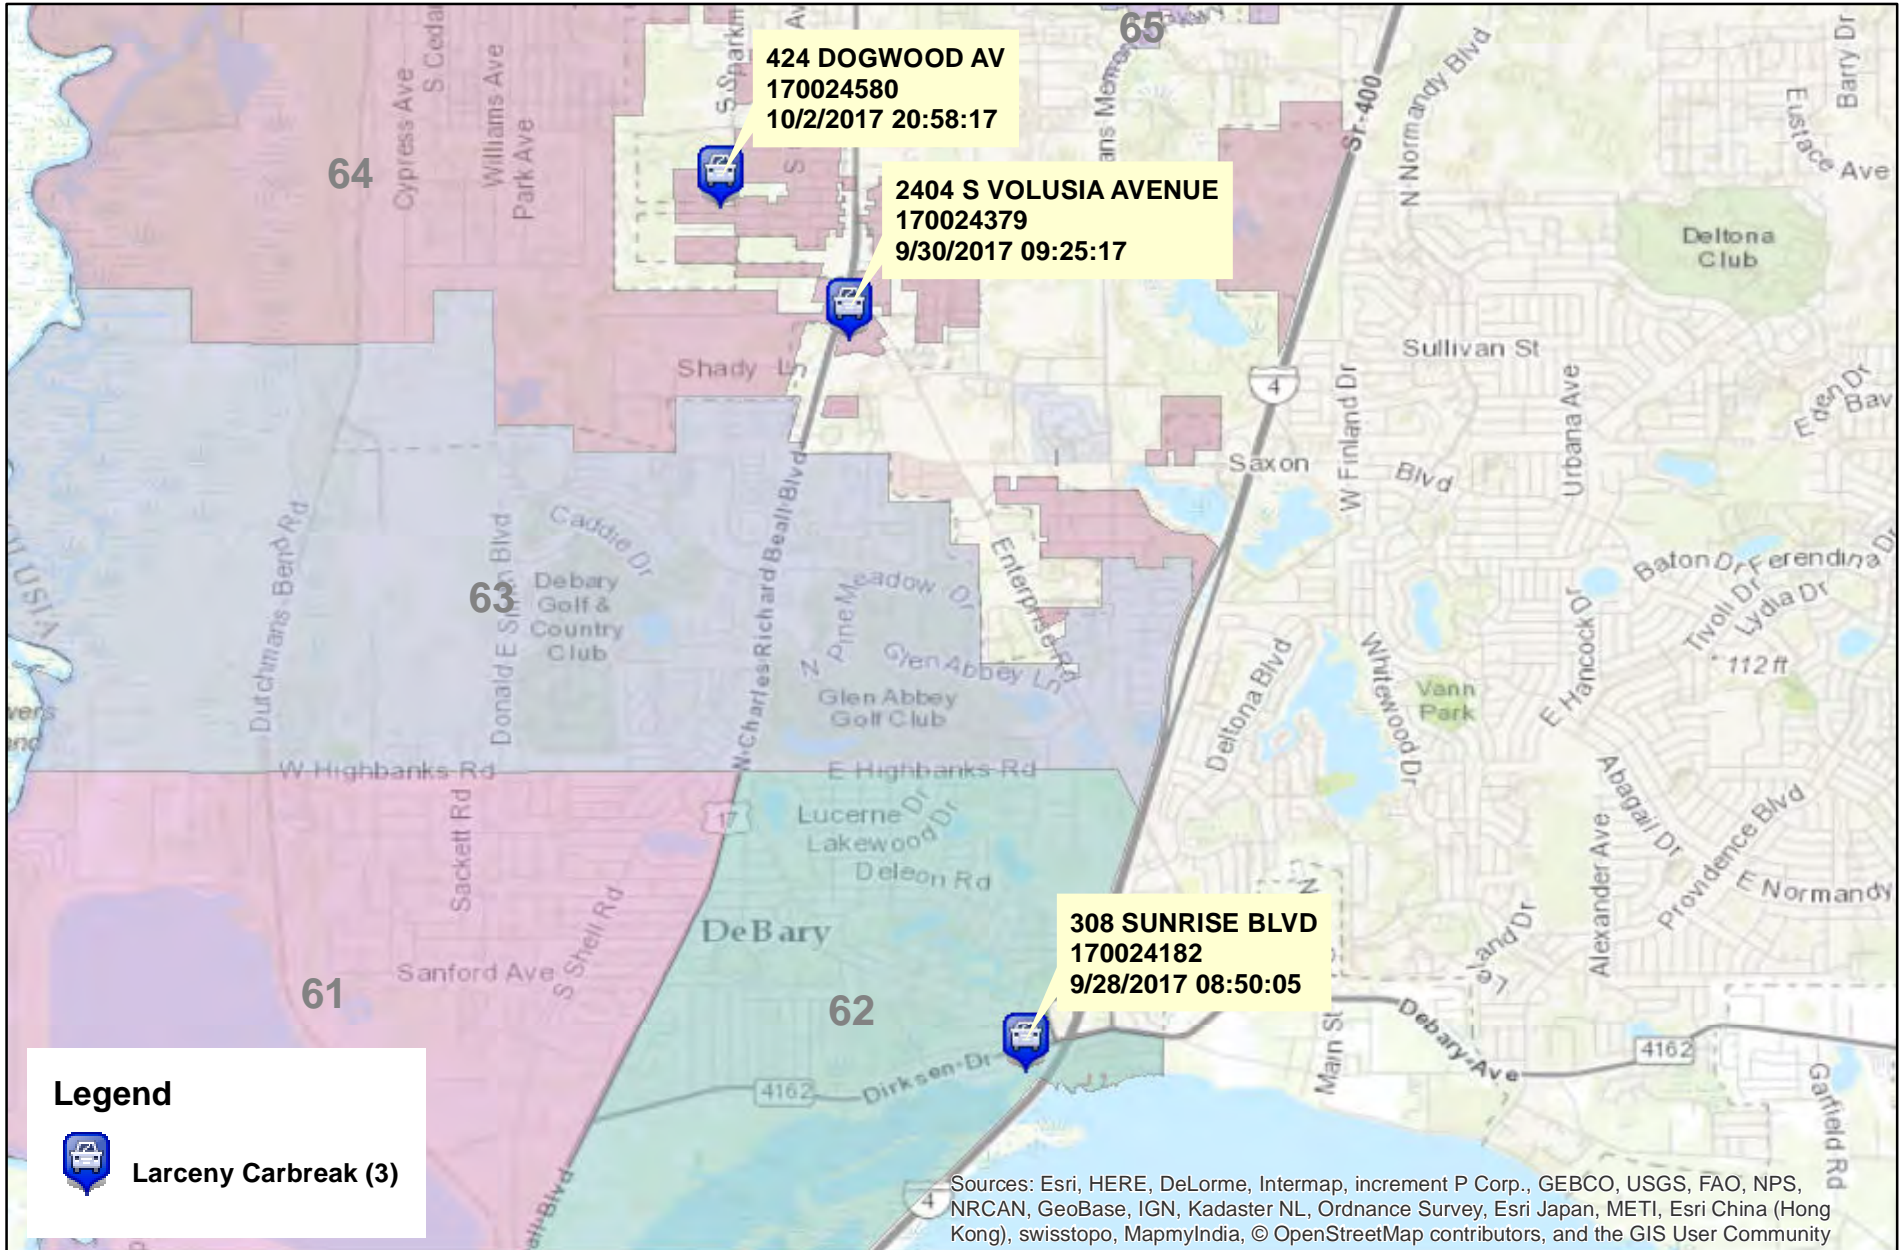 65
424 DOGWOOD AV
170024580
10/2/2017 20:58:17
2404 S VOLUSIA AVENUE
170024379
9/30/2017 09:25:17
308 SUNRISE BLVD
170024182
9/28/2017 08:50:05
64
Cypress Ave
S Ceda
Williams Ave
Park Ave
Sr-400
N Normandy Blvd
Barry Dr
Eustace Ave
Deltona
Club
Shady Ln
4
Sullivan St
W Finland Dr
Urbana Ave
Eden Dr
Bav
Saxon
Blvd
63
Dutchmans Bend Rd
Caddie Dr
Debary
Golf &
Country
Club
N Charles Richard Beall Blvd
N Pine Meadow Dr
Glen Abbey Ln
Glen Abbey
Golf Club
Enterprise Rd
Deltona Blvd
Whitewood Dr
Vann
Park
E Hancock Dr
Baton Dr
Ferendina Dr
Tivoli Dr
Lydia Dr
112 ft
W Highbanks Rd
E Highbanks Rd
17
Sackett Rd
Lucerne Dr
Lakewood Dr
Deleon Rd
Abagail Dr
Providence Blvd
Alexander Ave
E Normandy
DeBary
61
Sanford Ave
S Shell Rd
62
Leland Dr
Main St
Debary-Ave
4162
Garfield Rd
4162
Dirksen-Dr
4
Legend
Larceny Carbreak (3)
Sources: Esri, HERE, DeLorme, Intermap, increment P Corp., GEBCO, USGS, FAO, NPS,
NRCAN, GeoBase, IGN, Kadaster NL, Ordnance Survey, Esri Japan, METI, Esri China (Hong
Kong), swisstopo, MapmyIndia, © OpenStreetMap contributors, and the GIS User Community